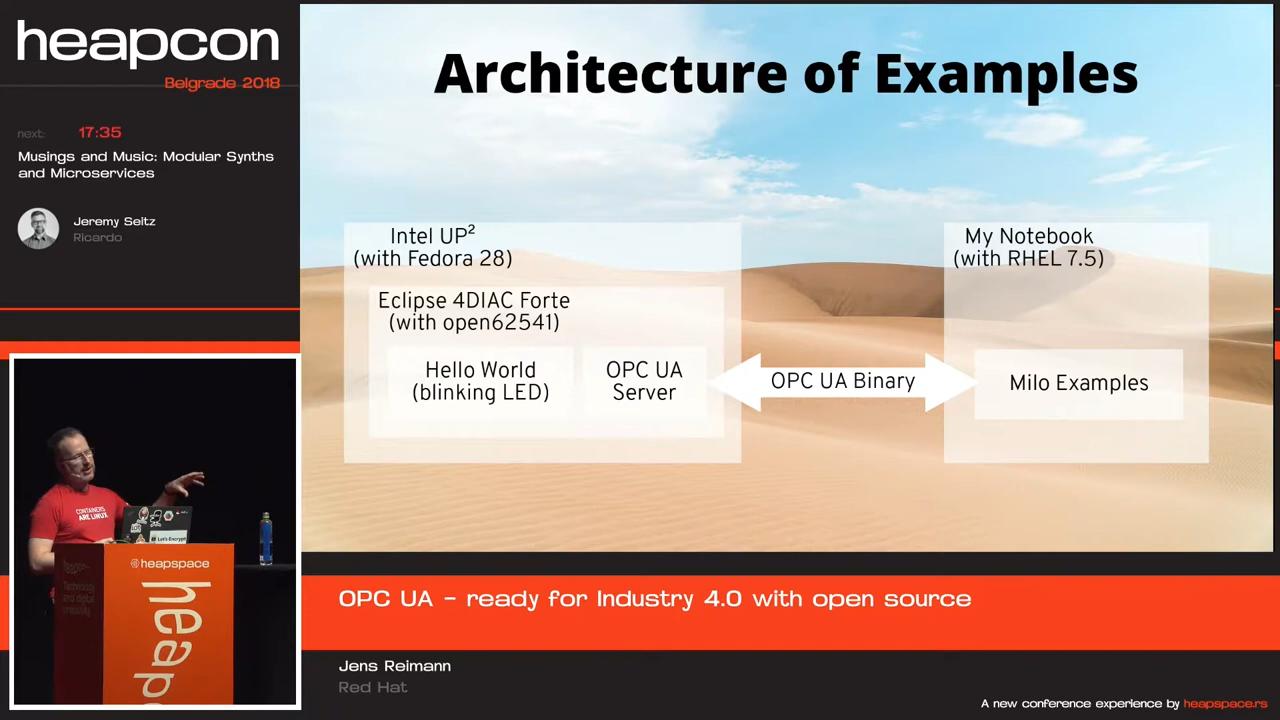 heapcon
Belgrade 2018
next: 17:35
Musings and Music: Modular Synths
and Microservices
Jeremy Seitz
Ricardo
Architecture of Examples
Intel UP²
(with Fedora 28)
Eclipse 4DIAC Forte
(with open62541)
Hello World
(blinking LED)
OPC UA
Server
OPC UA Binary
My Notebook
(with RHEL 7.5)
Milo Examples
CONTAINERS
ARE LINUX
Let's Encrypt
heapspace
heap
OPC UA - ready for Industry 4.0 with open source
Jens Reimann
Red Hat
A new conference experience by heapspace.rs